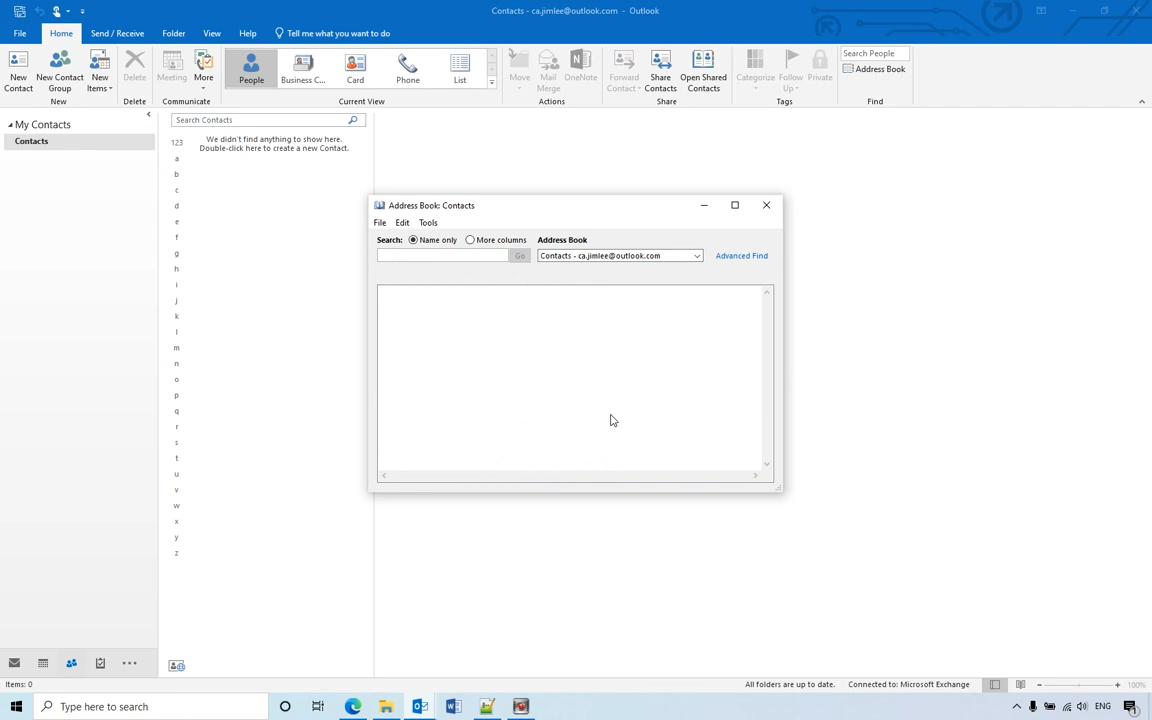 Contacts - ca.jimlee@outlook.com - Outlook
File Home Send / Receive Folder View Help Tell me what you want to do
New Contact
New Contact Group
New Items
New
Delete
Delete
Meeting
More
Communicate
People
Business C...
Card
Phone
List
Current View
Move
Mail Merge
OneNote
Actions
Forward Contact
Share Contacts
Open Shared Contacts
Share
Categorize
Follow Up
Private
Tags
Search People
Address Book
Find
My Contacts
Contacts
Search Contacts
We didn't find anything to show here.
Double-click here to create a new Contact.
123
a
b
c
d
e
f
g
h
i
j
k
l
m
n
o
p
q
r
s
t
u
v
w
x
y
z
Address Book: Contacts
File Edit Tools
Search: Name only More columns Address Book
Go Contacts - ca.jimlee@outlook.com Advanced Find
Items: 0 All folders are up to date. Connected to: Microsoft Exchange 100%
Type here to search ENG 1